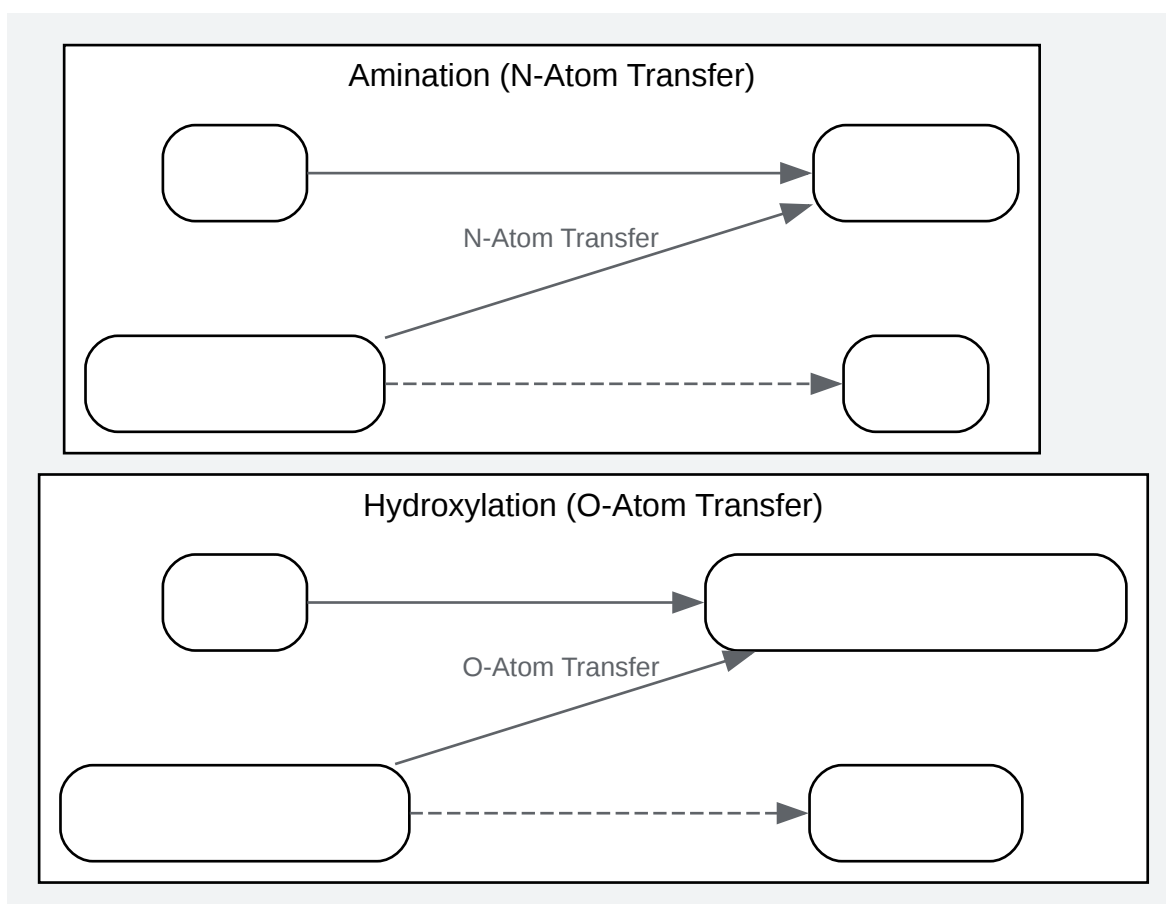 Amination (N-Atom Transfer)
N-Atom Transfer
Hydroxylation (O-Atom Transfer)
O-Atom Transfer